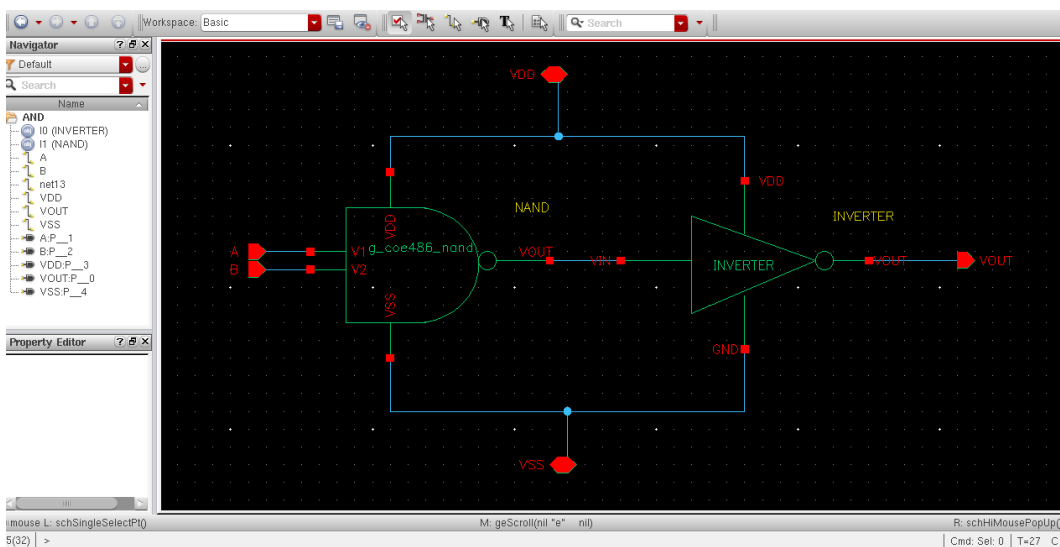 Workspace: Basic
Search
Navigator
Default
Search
Name
AND
I0 (INVERTER)
I1 (NAND)
A
B
net13
VDD
VOUT
VSS
A:P__1
B:P__2
VDD:P__3
VOUT:P__0
VSS:P__4
Property Editor
VDD
VDD
NAND
INVERTER
VDD
A
V1
g_coe486_nand
VOUT
VIN
INVERTER
VOUT
VOUT
B
V2
VSS
GND
VSS
mouse L: schSingleSelectPt()
M: geScroll(nil "e" nil)
R: schHiMousePopUp(
5(32) >
Cmd: Sel: 0
T=27 C